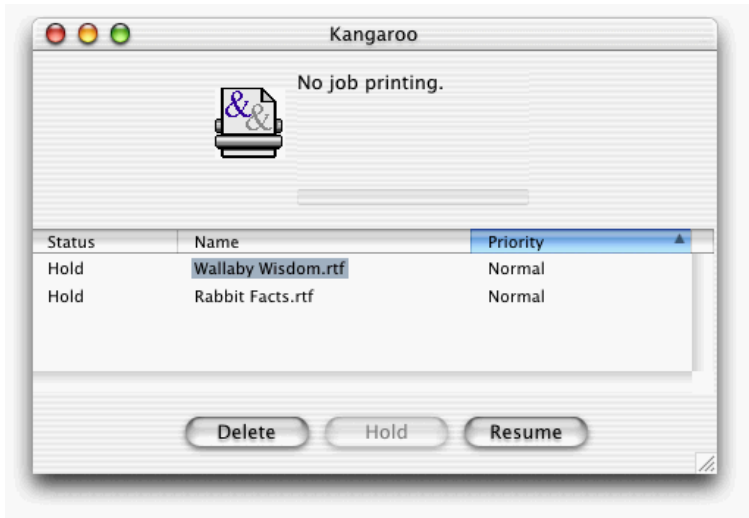 Kangaroo
No job printing.
&&
Status Name Priority
Hold Wallaby Wisdom.rtf Normal
Hold Rabbit Facts.rtf Normal
Delete Hold Resume